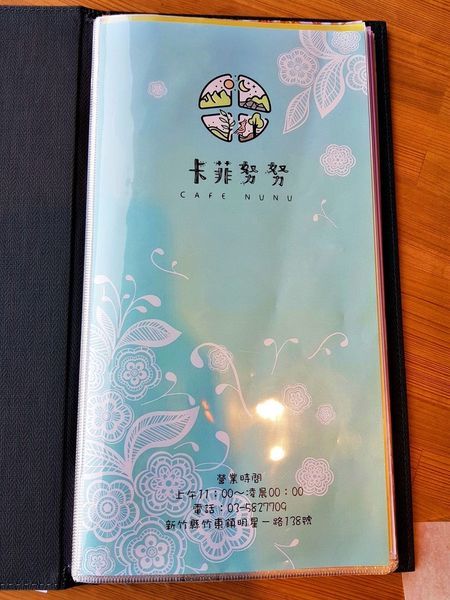 卡菲努努
CAFE NUNU
營業時間
上午11：00～凌晨00：00
電話：03-5827709
新竹縣竹東鎮明星一路138號